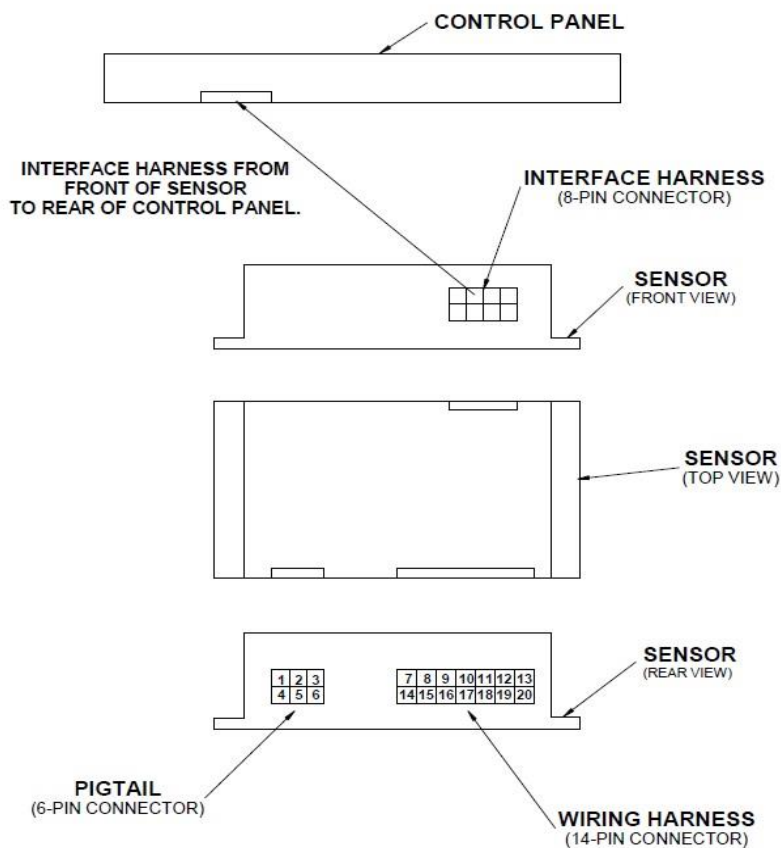 CONTROL PANEL
INTERFACE HARNESS FROM
FRONT OF SENSOR
TO REAR OF CONTROL PANEL.
INTERFACE HARNESS
(8-PIN CONNECTOR)
SENSOR
(FRONT VIEW)
SENSOR
(TOP VIEW)
SENSOR
(REAR VIEW)
1 2 3
4 5 6
7 8 9 10 11 12 13
14 15 16 17 18 19 20
PIGTAIL
(6-PIN CONNECTOR)
WIRING HARNESS
(14-PIN CONNECTOR)